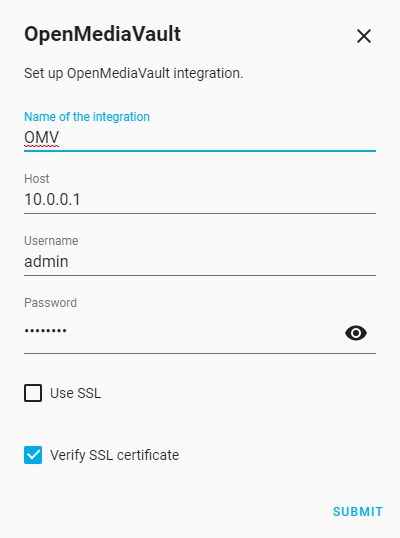 OpenMediaVault
Set up OpenMediaVault integration.
Name of the integration
OMV
Host
10.0.0.1
Username
admin
Password
••••••••
Use SSL
Verify SSL certificate
SUBMIT